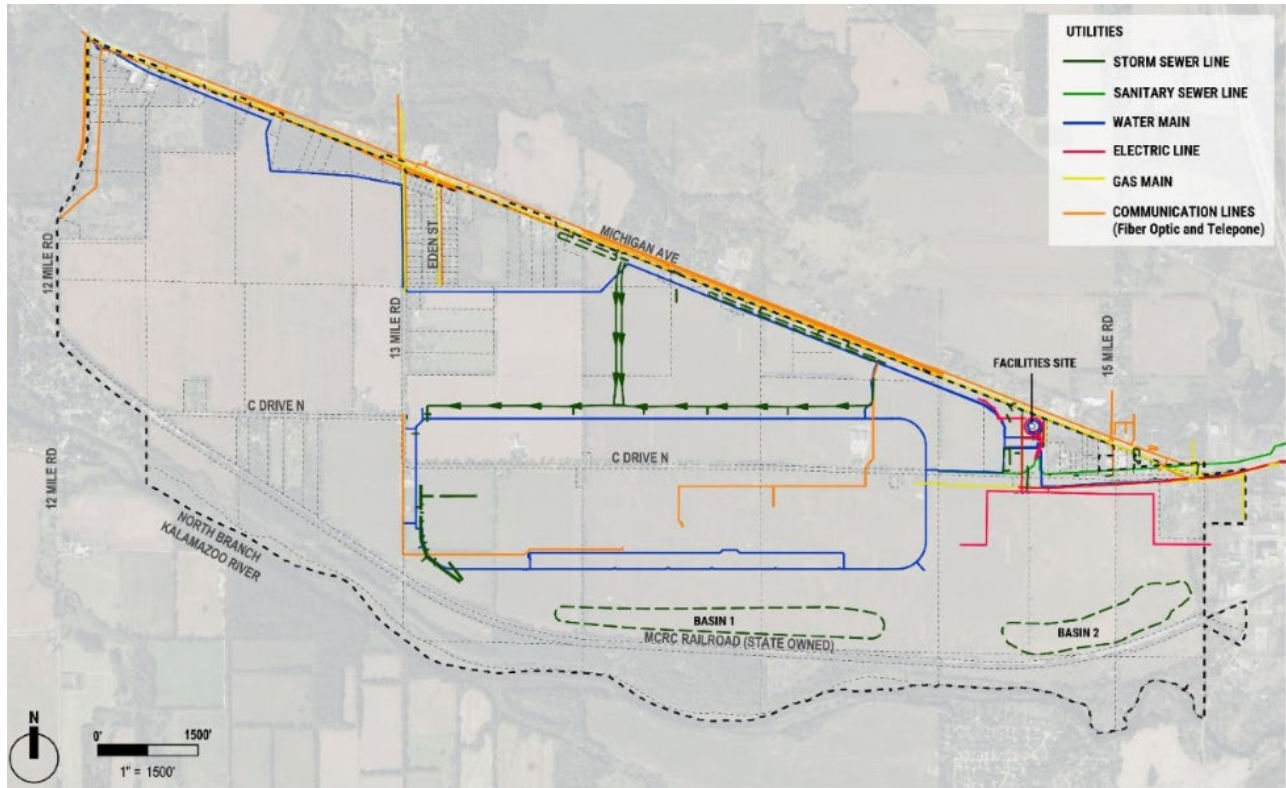 UTILITIES
STORM SEWER LINE
SANITARY SEWER LINE
WATER MAIN
ELECTRIC LINE
GAS MAIN
COMMUNICATION LINES
(Fiber Optic and Telepone)
MICHIGAN AVE
EDEN ST
12 MILE RD
13 MILE RD
15 MILE RD
FACILITIES SITE
C DRIVE N
C DRIVE N
12 MILE RD
NORTH BRANCH
KALAMAZOO RIVER
BASIN 1
BASIN 2
MCRC RAILROAD (STATE OWNED)
N
0'
1500'
1" = 1500'